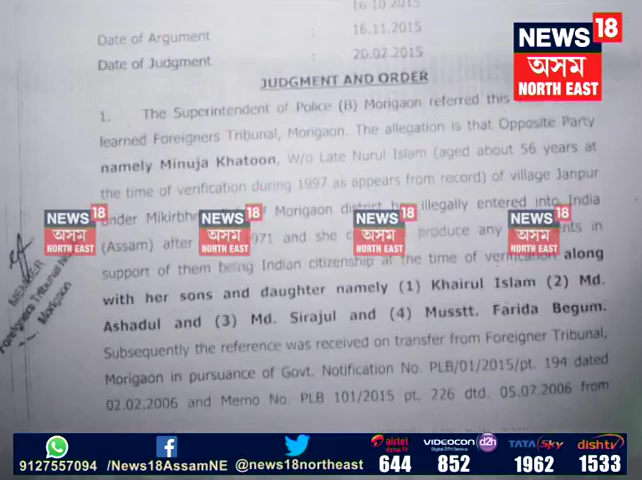 16.10.2015
Date of Argument : 16.11.2015
Date of Judgment : 20.02.2015
JUDGMENT AND ORDER
1. The Superintendent of Police (B) Morigaon referred this
learned Foreigners Tribunal, Morigaon. The allegation is that Opposite Party
namely Minuja Khatoon, W/o Late Nurul Islam (aged about 56 years at
the time of verification during 1997 as appears from record) of village Janpur
under Mikirbh Morigaon district illegally entered into India
(Assam) after 1971 and she produce any in
support of them being Indian citizenship at the time of verification along
with her sons and daughter namely (1) Khairul Islam (2) Md.
Ashadul and (3) Md. Sirajul and (4) Musstt. Farida Begum.
Subsequently the reference was received on transfer from Foreigner Tribunal,
Morigaon in pursuance of Govt. Notification No. PLB/01/2015/pt. 194 dated
02.02.2006 and Memo No. PLB 101/2015 pt. 226 dtd. 05.07.2006 from
MEMBER
Foreigners Tribunal No
Morigaon
NEWS 18
অসম
NORTH EAST
NEWS 18
অসম
NORTH EAST
NEWS 18
অসম
NORTH EAST
NEWS 18
অসম
NORTH EAST
NEWS 18
অসম
NORTH EAST
9127557094 /News18AssamNE @news18northeast
airtel digital TV 644
VIDEOCON d2h 852
TATA Sky 1962
dishtv 1533